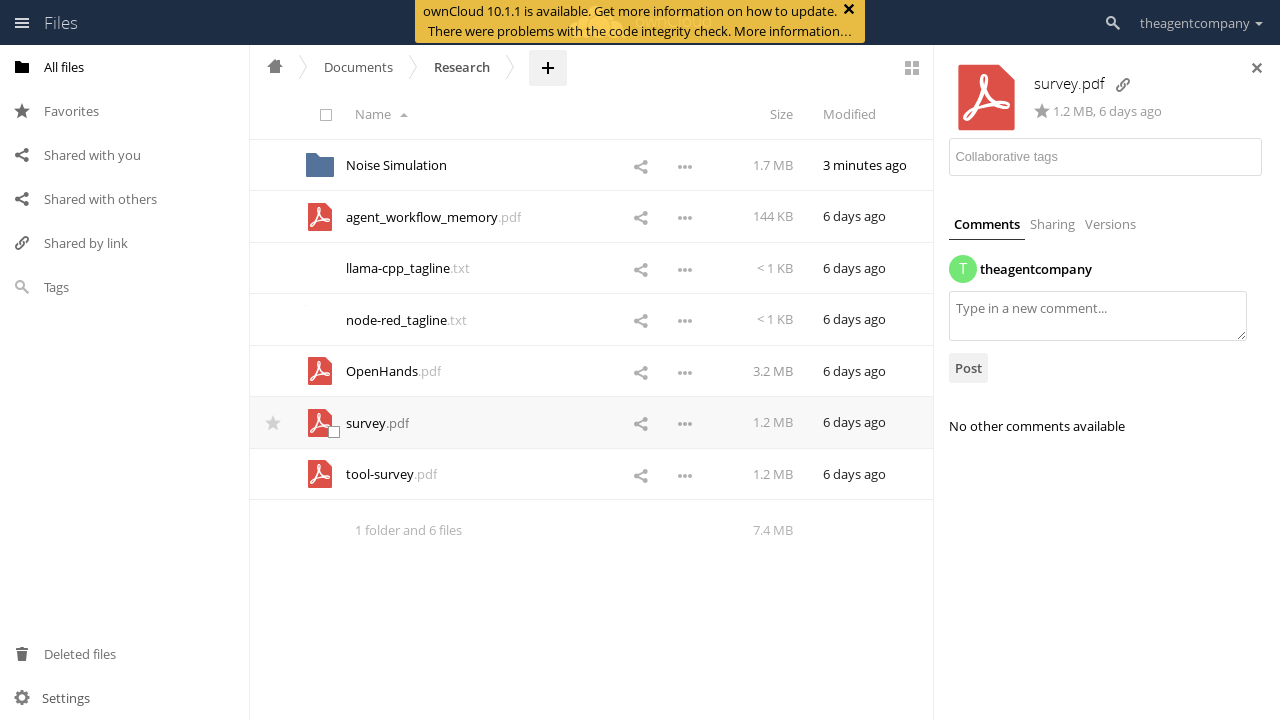 Files
ownCloud 10.1.1 is available. Get more information on how to update.
There were problems with the code integrity check. More information…
theagentcompany
All files
Favorites
Shared with you
Shared with others
Shared by link
Tags
Deleted files
Settings
Documents
Research
Name
Size
Modified
Noise Simulation
1.7 MB
3 minutes ago
agent_workflow_memory.pdf
144 KB
6 days ago
llama-cpp_tagline.txt
< 1 KB
6 days ago
node-red_tagline.txt
< 1 KB
6 days ago
OpenHands.pdf
3.2 MB
6 days ago
survey.pdf
1.2 MB
6 days ago
tool-survey.pdf
1.2 MB
6 days ago
1 folder and 6 files
7.4 MB
survey.pdf
1.2 MB, 6 days ago
Collaborative tags
Comments
Sharing
Versions
T
theagentcompany
Type in a new comment...
Post
No other comments available